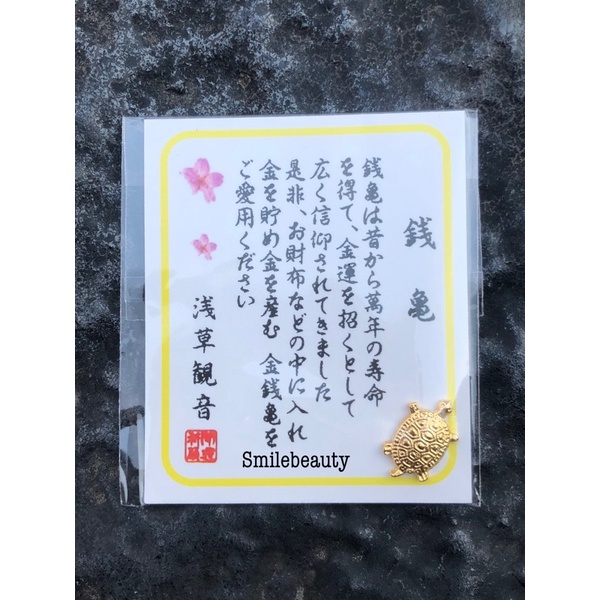 銭亀
銭亀は昔から萬年の寿命
を得て、金運を招くとして
広く信仰されてきました
是非、お財布などの中に入れ
金を貯め金を産む 金銭亀を
ご愛用ください
浅草観音
Smilebeauty